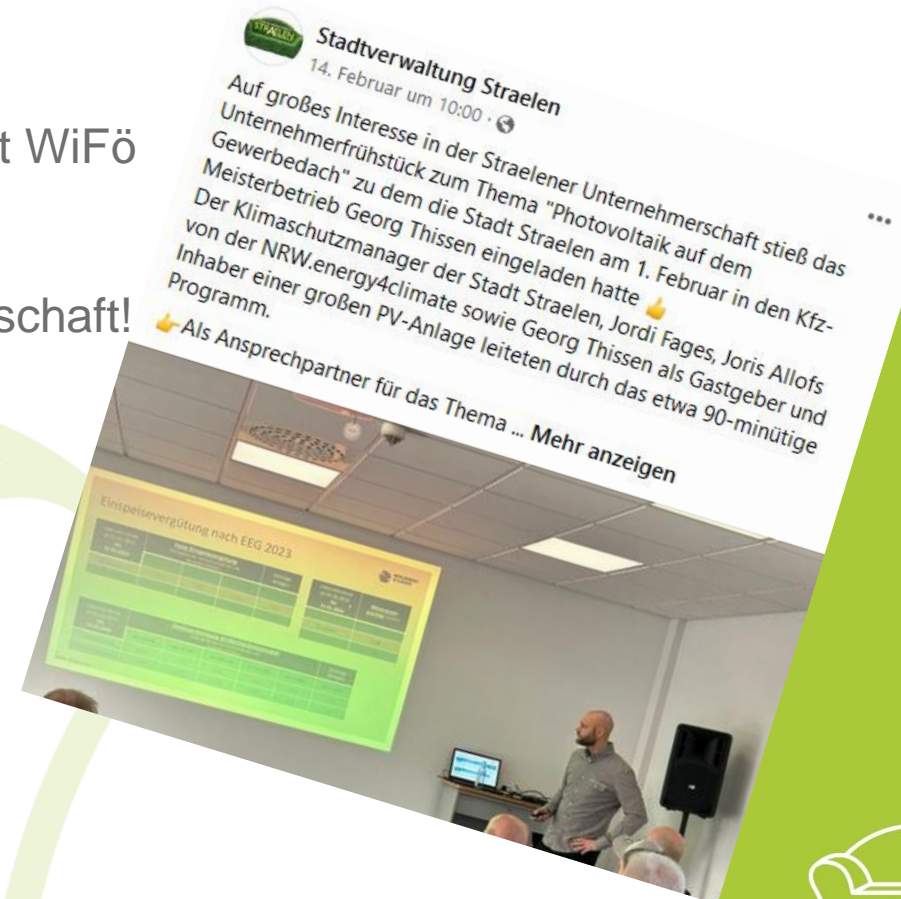 t WiFö
schaft!
STRAELEN
Stadtverwaltung Straelen
14. Februar um 10:00 ·
Auf großes Interesse in der Straelener Unternehmerschaft stieß das
Unternehmerfrühstück zum Thema "Photovoltaik auf dem
Gewerbedach" zu dem die Stadt Straelen am 1. Februar in den Kfz-
Meisterbetrieb Georg Thissen eingeladen hatte 👍
Der Klimaschutzmanager der Stadt Straelen, Jordi Fages, Joris Allofs
von der NRW.energy4climate sowie Georg Thissen als Gastgeber und
Inhaber einer großen PV-Anlage leiteten durch das etwa 90-minütige
Programm.
👉Als Ansprechpartner für das Thema ... Mehr anzeigen
Einspeisevergütung nach EEG 2023